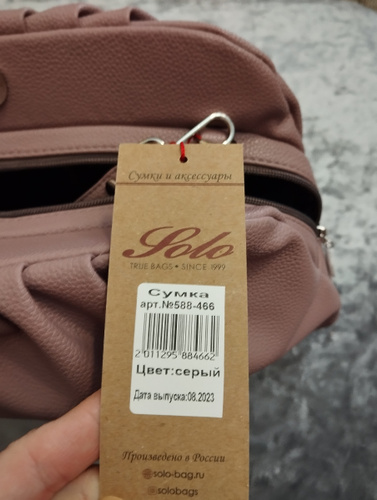 Сумки и аксессуары
Solo
TRUE BAGS • SINCE 1999
Сумка
арт.№588-466
2 011295 884662
Цвет:серый
Дата выпуска:08.2023
Произведено в России
solo-bag.ru
solobags